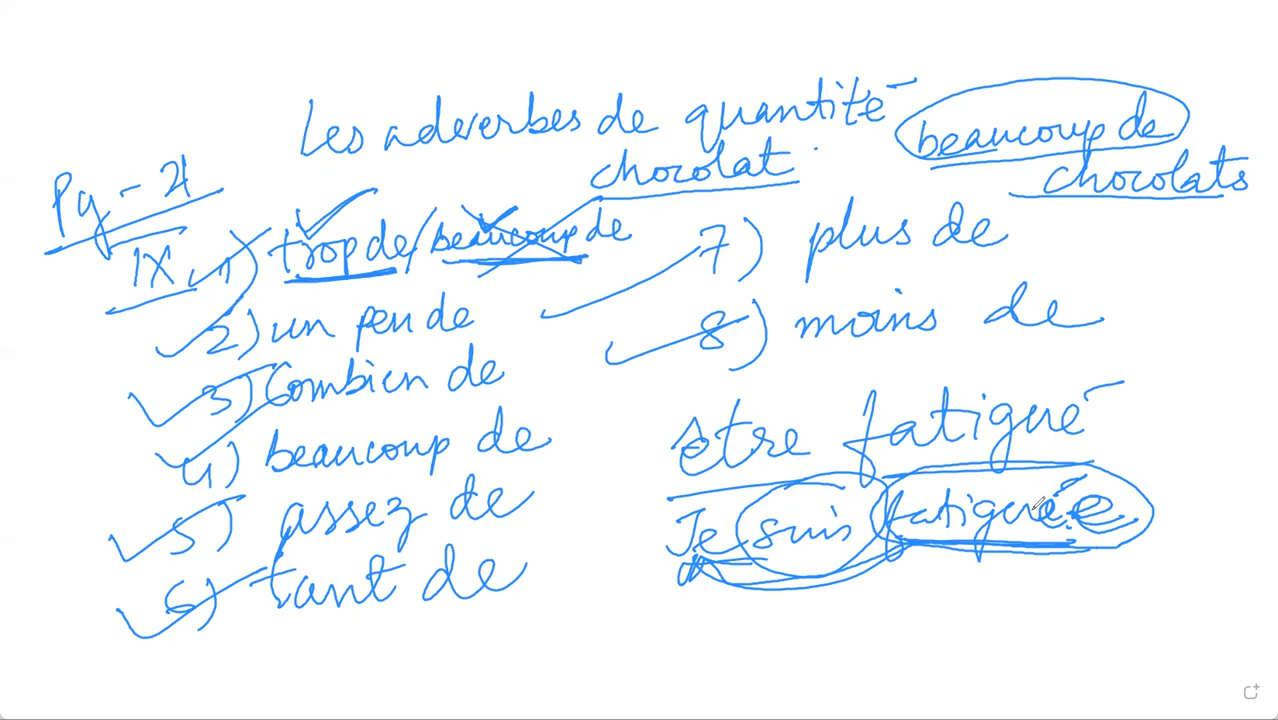 Les adeverbes de quantité
beaucoup de
chocolats
chocolat
Pg - 21
IX 1) trop de / beaucoup de
2) un peu de
3) Combien de
4) beaucoup de
5) assez de
6) tant de
7) plus de
8) moins de
être fatigué
Je suis fatiguée